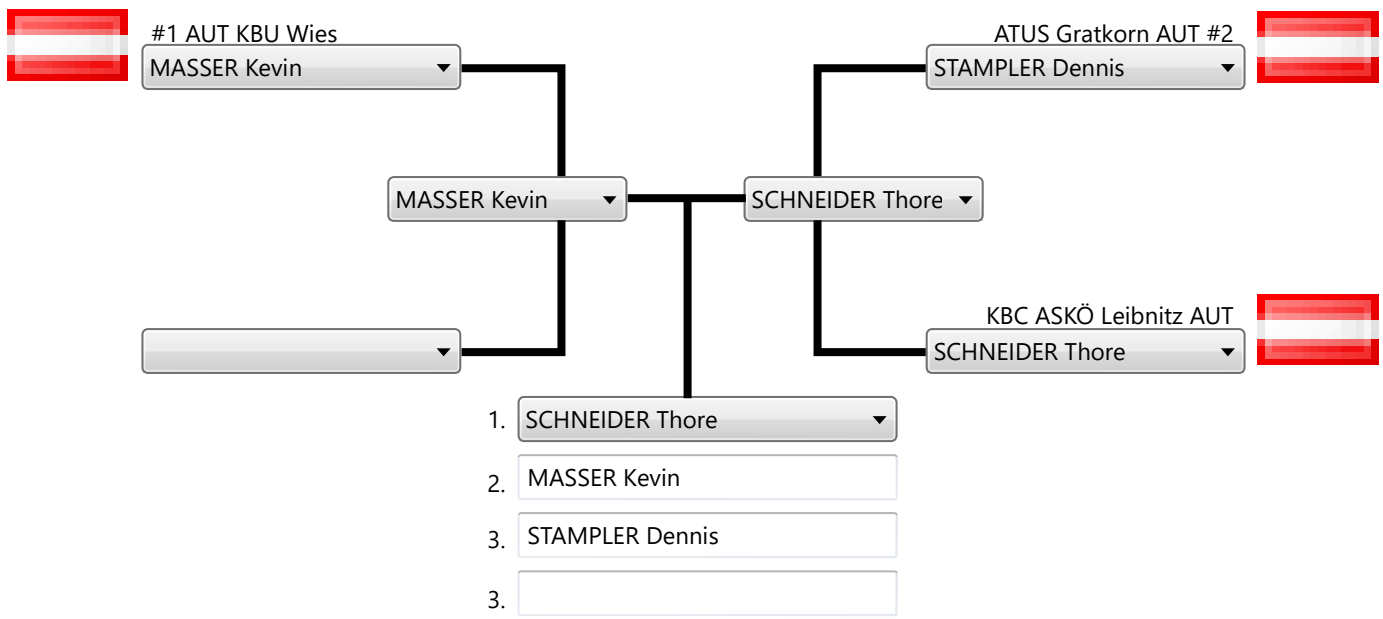 #1 AUT KBU Wies
MASSER Kevin
ATUS Gratkorn AUT #2
STAMPLER Dennis
MASSER Kevin
SCHNEIDER Thore
KBC ASKÖ Leibnitz AUT
SCHNEIDER Thore
1. SCHNEIDER Thore
2. MASSER Kevin
3. STAMPLER Dennis
3.